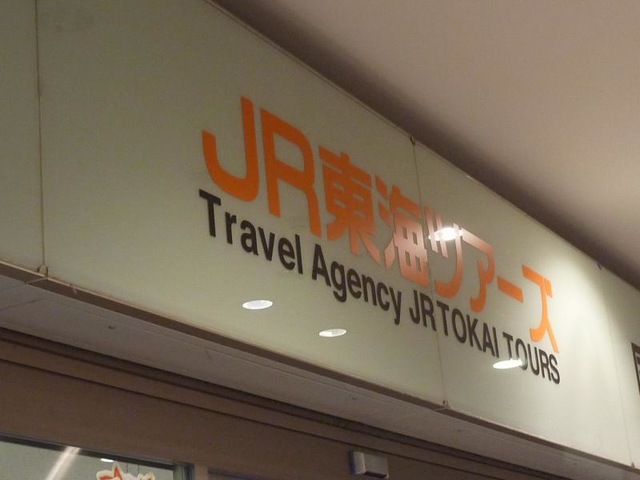 JR東海ツアーズ
Travel Agency JR TOKAI TOURS